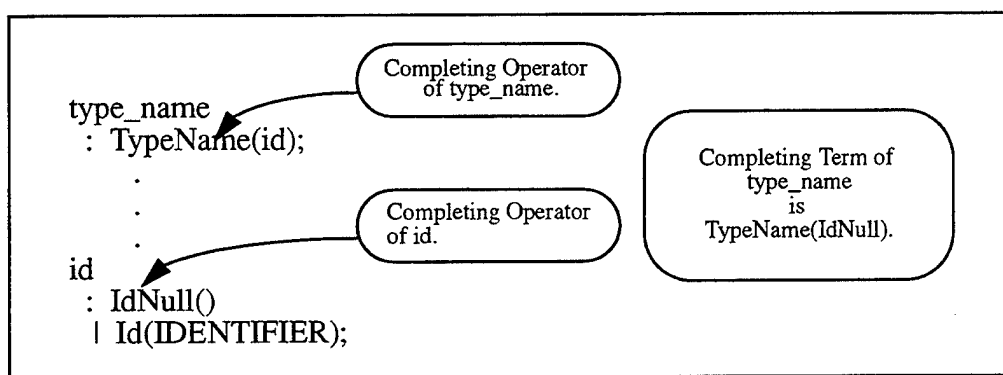 Completing Operator
of type_name.
type_name
: TypeName(id);
.
.
.
Completing Term of
type_name
is
TypeName(IdNull).
Completing Operator
of id.
id
: IdNull()
| Id(IDENTIFIER);